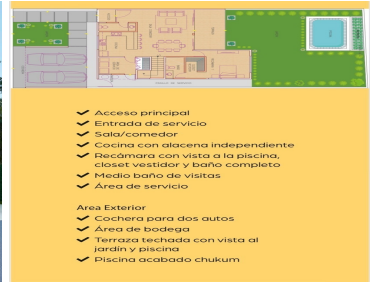 Acceso principal
Entrada de servicio
Sala/comedor
Cocina con alacena independiente
Recámara con vista a la piscina,
closet vestidor y baño completo
Medio baño de visitas
Área de servicio
Area Exterior
Cochera para dos autos
Área de bodega
Terraza techada con vista al
jardín y piscina
Piscina acabado chukum